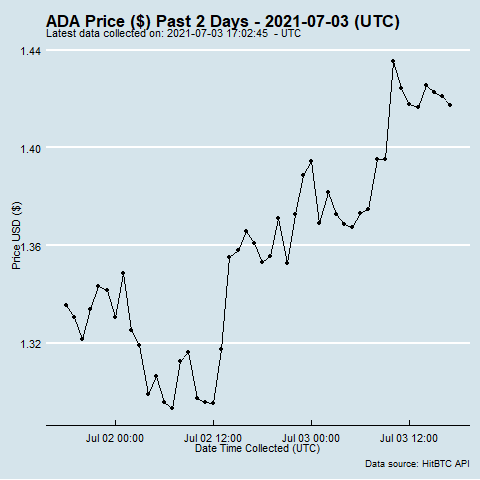 ADA Price ($) Past 2 Days - 2021-07-03 (UTC)
Latest data collected on: 2021-07-03 17:02:45 - UTC
1.44
1.40
1.36
1.32
Price USD ($)
Jul 02 00:00 Jul 02 12:00 Jul 03 00:00 Jul 03 12:00
Date Time Collected (UTC)
Data source: HitBTC API